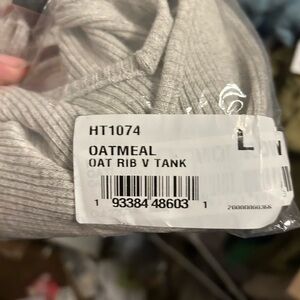 HT1074
L
OATMEAL
OAT RIB V TANK
1 93384 48603 1